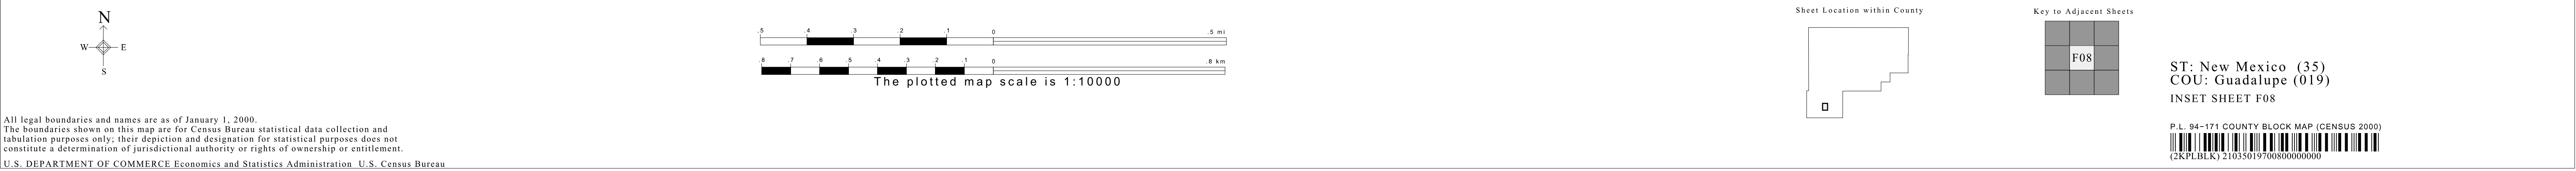 N
W E
S
All legal boundaries and names are as of January 1, 2000.
The boundaries shown on this map are for Census Bureau statistical data collection and
tabulation purposes only; their depiction and designation for statistical purposes does not
constitute a determination of jurisdictional authority or rights of ownership or entitlement.
U.S. DEPARTMENT OF COMMERCE Economics and Statistics Administration U.S. Census Bureau
.5 .4 .3 .2 .1 0 .5 mi
.8 .7 .6 .5 .4 .3 .2 .1 0 .8 km
The plotted map scale is 1:10000
Sheet Location within County
Key to Adjacent Sheets
F08
ST: New Mexico (35)
COU: Guadalupe (019)
INSET SHEET F08
P.L. 94-171 COUNTY BLOCK MAP (CENSUS 2000)
(2KPLBLK) 21035019700800000000